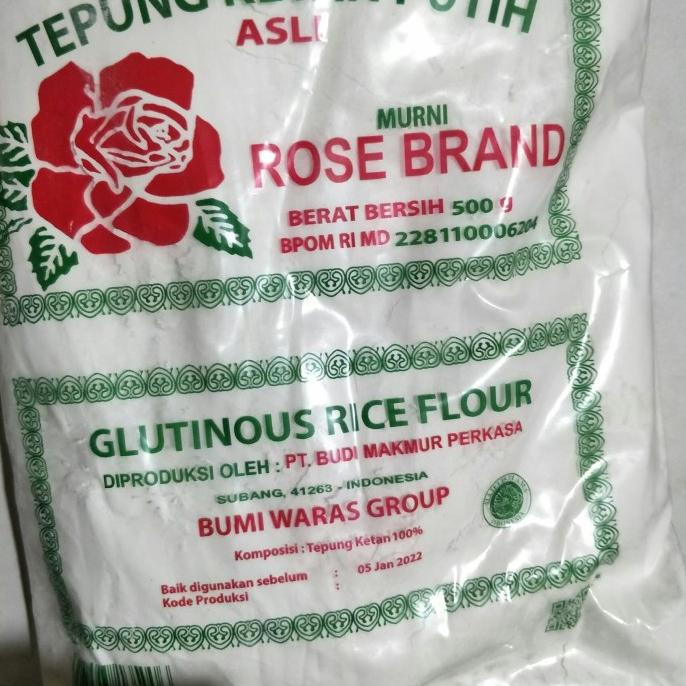 TEPUNG KETAN PUTIH
ASLI
MURNI
ROSE BRAND
BERAT BERSIH 500 g
BPOM RI MD 228110006204
GLUTINOUS RICE FLOUR
DIPRODUKSI OLEH : PT. BUDI MAKMUR PERKASA
SUBANG, 41263 - INDONESIA
BUMI WARAS GROUP
Komposisi : Tepung Ketan 100%
Baik digunakan sebelum : 05 Jan 2022
Kode Produksi :